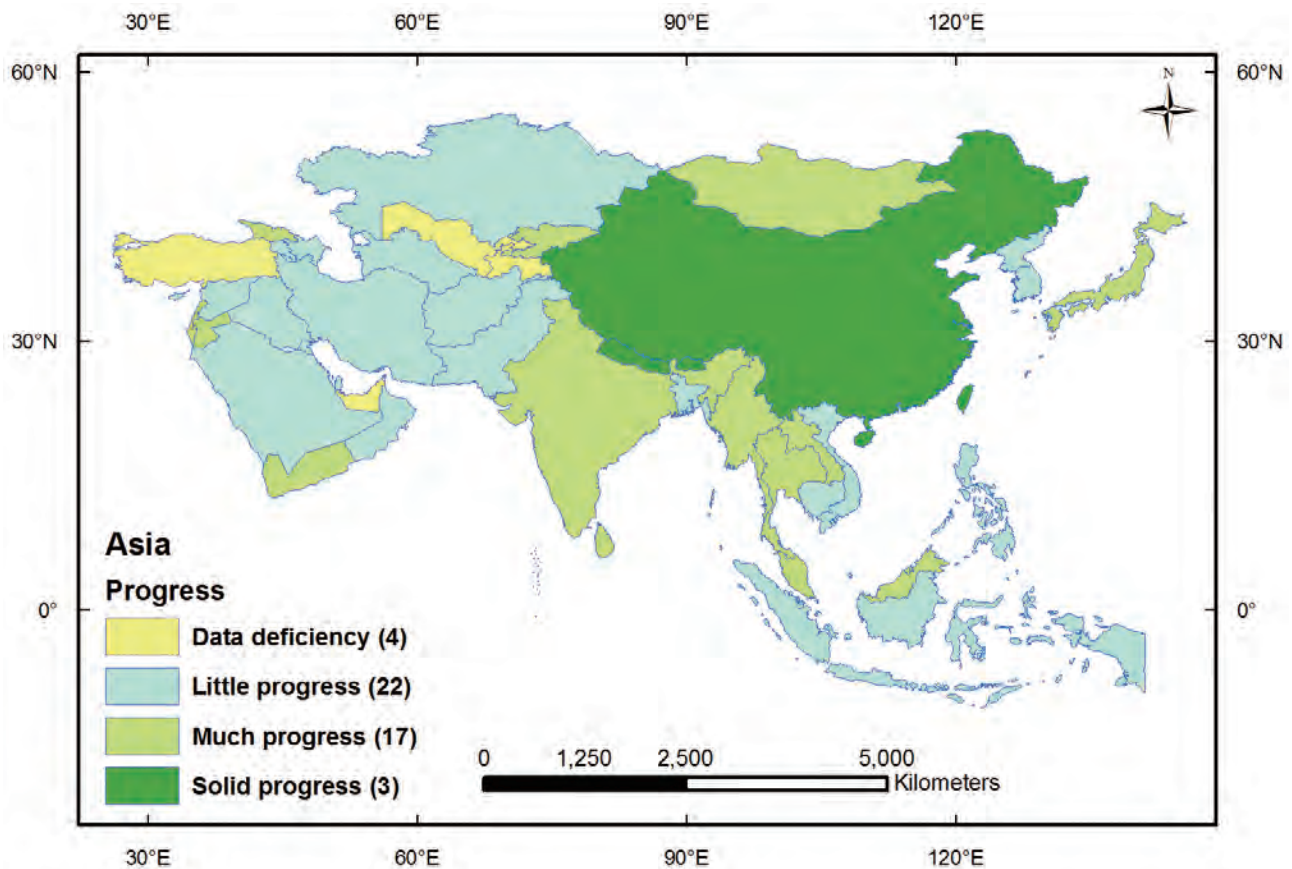 30°E 60°E 90°E 120°E
60°N 60°N
N
30°N 30°N
Asia
Progress
0° 0°
Data deficiency (4)
Little progress (22)
Much progress (17)
Solid progress (3)
0 1,250 2,500 5,000
Kilometers
30°E 60°E 90°E 120°E